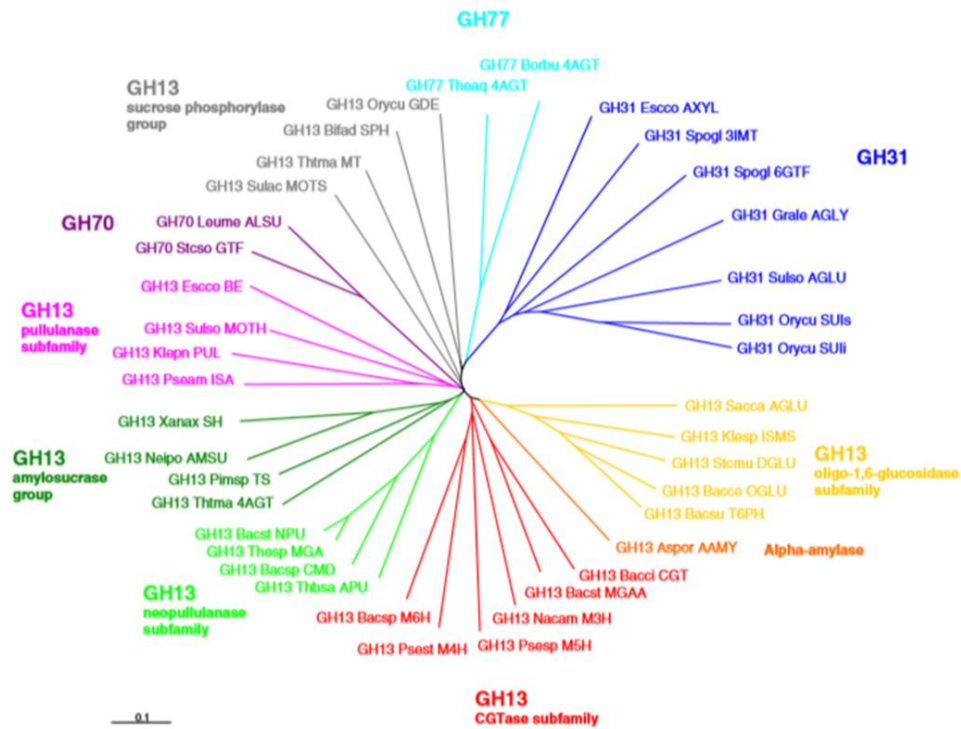 GH77
GH77 Borbu 4AGT
GH77 Theaq 4AGT
GH13
sucrose phosphorylase
group
GH13 Orycu GDE
GH13 Bifad SPH
GH13 Thtma MT
GH13 Sulac MOTS
GH31 Escco AXYL
GH31 Spogl 3IMT
GH31
GH31 Spogl 6GTF
GH31 Grale AGLY
GH31 Sulso AGLU
GH31 Orycu SUIs
GH31 Orycu SUIi
GH70
GH70 Leume ALSU
GH70 Stcso GTF
GH13
pullulanase
subfamily
GH13 Escco BE
GH13 Sulso MOTH
GH13 Klepn PUL
GH13 Pseam ISA
GH13 Xanax SH
GH13
amylosucrase
group
GH13 Neipo AMSU
GH13 Pimsp TS
GH13 Thtma 4AGT
GH13 Sacca AGLU
GH13 Klesp ISMS
GH13 Stcmu DGLU
GH13 Bacce OGLU
GH13 Bacsu T6PH
GH13
oligo-1,6-glucosidase
subfamily
GH13 Aspor AAMY
Alpha-amylase
GH13 Bacst NPU
GH13 Thesp MGA
GH13 Bacsp CMD
GH13 Thbsa APU
GH13
neopullulanase
subfamily
GH13 Bacci CGT
GH13 Bacst MGAA
GH13 Bacsp M6H
GH13 Nacam M3H
GH13 Psest M4H
GH13 Psesp M5H
GH13
CGTase subfamily
0.1